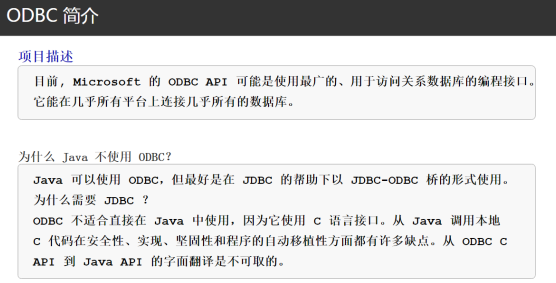 ODBC 简介
项目描述
目前, Microsoft 的 ODBC API 可能是使用最广的、用于访问关系数据库的编程接口。
它能在几乎所有平台上连接几乎所有的数据库。
为什么 Java 不使用 ODBC?
Java 可以使用 ODBC，但最好是在 JDBC 的帮助下以 JDBC-ODBC 桥的形式使用。
为什么需要 JDBC ？
ODBC 不适合直接在 Java 中使用，因为它使用 C 语言接口。从 Java 调用本地
C 代码在安全性、实现、坚固性和程序的自动移植性方面都有许多缺点。从 ODBC C
API 到 Java API 的字面翻译是不可取的。